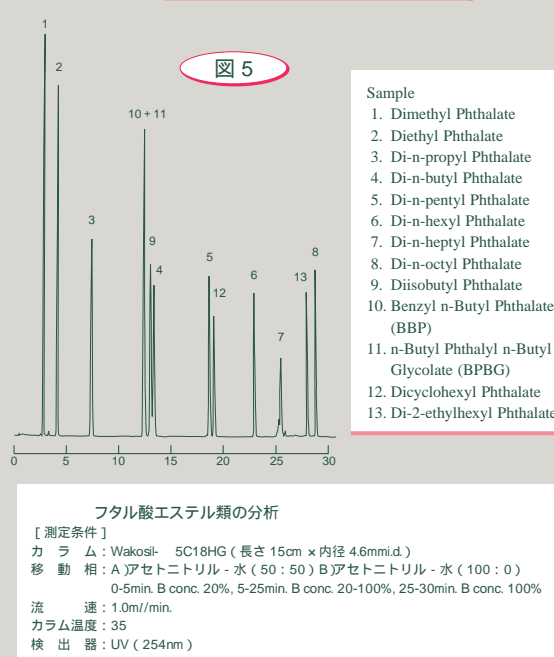 図 5
1
2
3
10 + 11
9
4
5
12
6
7
13
8
0 5 10 15 20 25 30
Sample
1. Dimethyl Phthalate
2. Diethyl Phthalate
3. Di-n-propyl Phthalate
4. Di-n-butyl Phthalate
5. Di-n-pentyl Phthalate
6. Di-n-hexyl Phthalate
7. Di-n-heptyl Phthalate
8. Di-n-octyl Phthalate
9. Diisobutyl Phthalate
10. Benzyl n-Butyl Phthalate
(BBP)
11. n-Butyl Phthalyl n-Butyl
Glycolate (BPBG)
12. Dicyclohexyl Phthalate
13. Di-2-ethylhexyl Phthalate
フタル酸エステル類の分析
[ 測定条件 ]
カ ラ ム：Wakosil- 5C18HG ( 長さ 15cm × 内径 4.6mmi.d. )
移 動 相：A )アセトニトリル - 水 ( 50 : 50 ) B)アセトニトリル - 水 ( 100 : 0 )
0-5min. B conc. 20%, 5-25min. B conc. 20-100%, 25-30min. B conc. 100%
流 速：1.0ml/min.
カラム温度：35
検 出 器：UV ( 254nm )